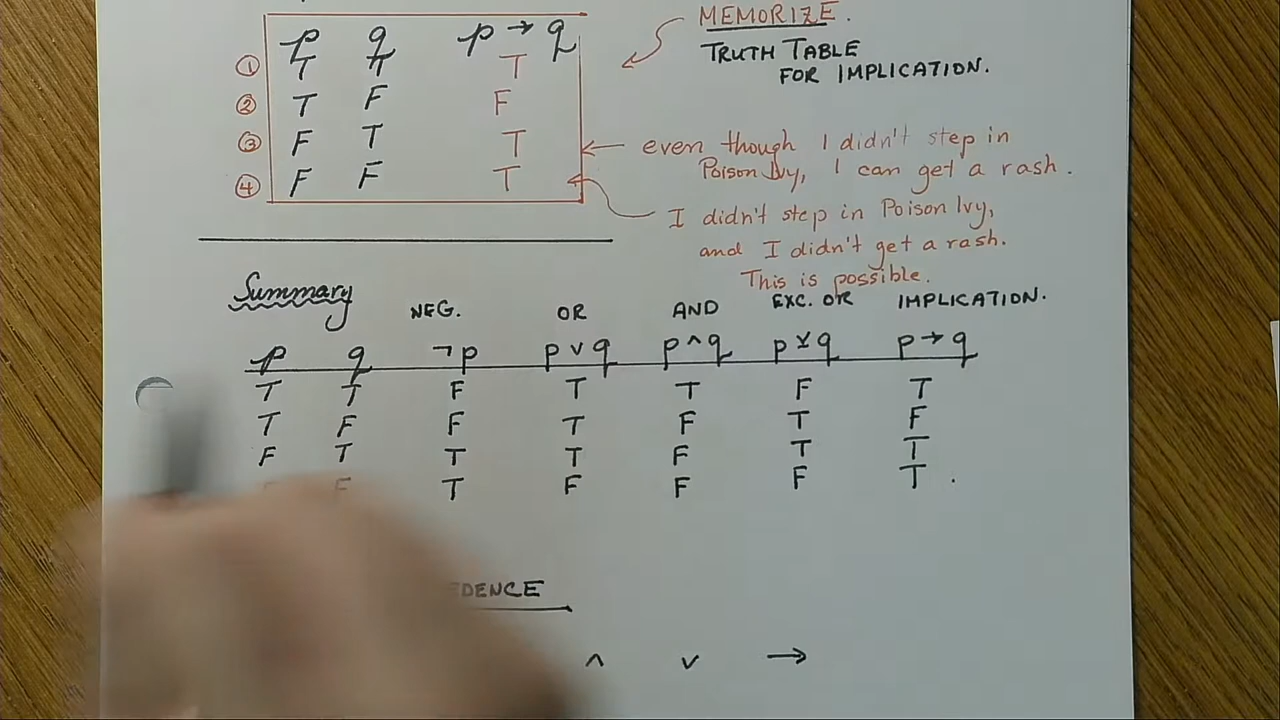 p q p → q
① T T T
② T F F
③ F T T
④ F F T
MEMORIZE.
TRUTH TABLE
FOR IMPLICATION.
even though I didn't step in
Poison Ivy, I can get a rash.
I didn't step in Poison Ivy,
and I didn't get a rash.
This is possible.
Summary NEG. OR AND EXC. OR IMPLICATION.
p q ¬p p ∨ q p ∧ q p ⊻ q p → q
T T F T T F T
T F F T F T F
F T T T F T T
F T F F F T .
∧ ∨ →